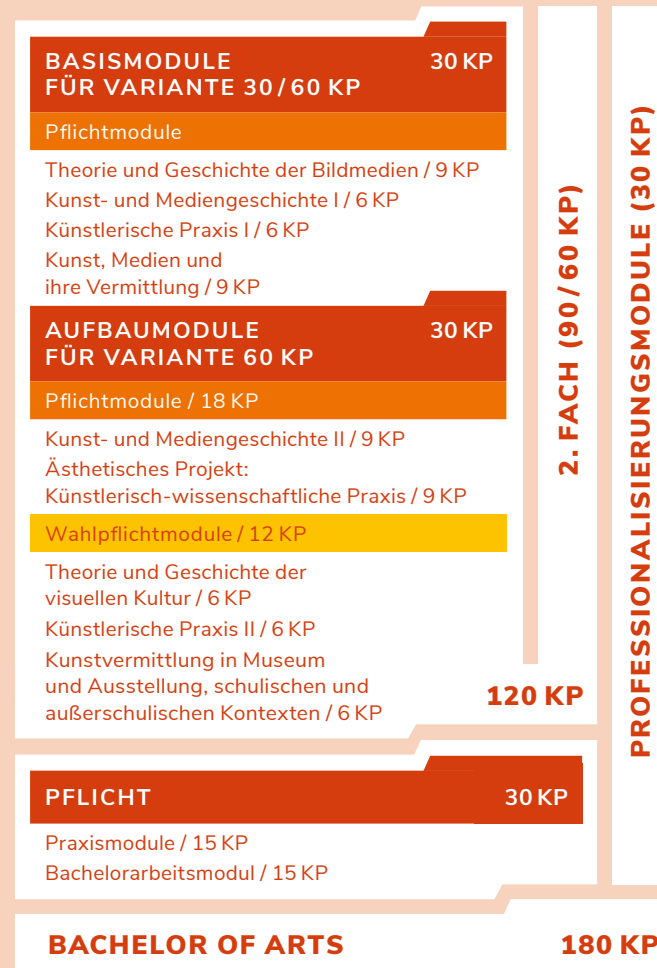 BASISMODULE 30 KP
FÜR VARIANTE 30/60 KP
Pflichtmodule
Theorie und Geschichte der Bildmedien / 9 KP
Kunst- und Mediengeschichte I / 6 KP
Künstlerische Praxis I / 6 KP
Kunst, Medien und
ihre Vermittlung / 9 KP
AUFBAUMODULE 30 KP
FÜR VARIANTE 60 KP
Pflichtmodule / 18 KP
Kunst- und Mediengeschichte II / 9 KP
Ästhetisches Projekt:
Künstlerisch-wissenschaftliche Praxis / 9 KP
Wahlpflichtmodule / 12 KP
Theorie und Geschichte der
visuellen Kultur / 6 KP
Künstlerische Praxis II / 6 KP
Kunstvermittlung in Museum
und Ausstellung, schulischen und
außerschulischen Kontexten / 6 KP
2. FACH (90/60 KP)
120 KP
PROFESSIONALISIERUNGSMODULE (30 KP)
PFLICHT 30 KP
Praxismodule / 15 KP
Bachelorarbeitsmodul / 15 KP
BACHELOR OF ARTS 180 KP